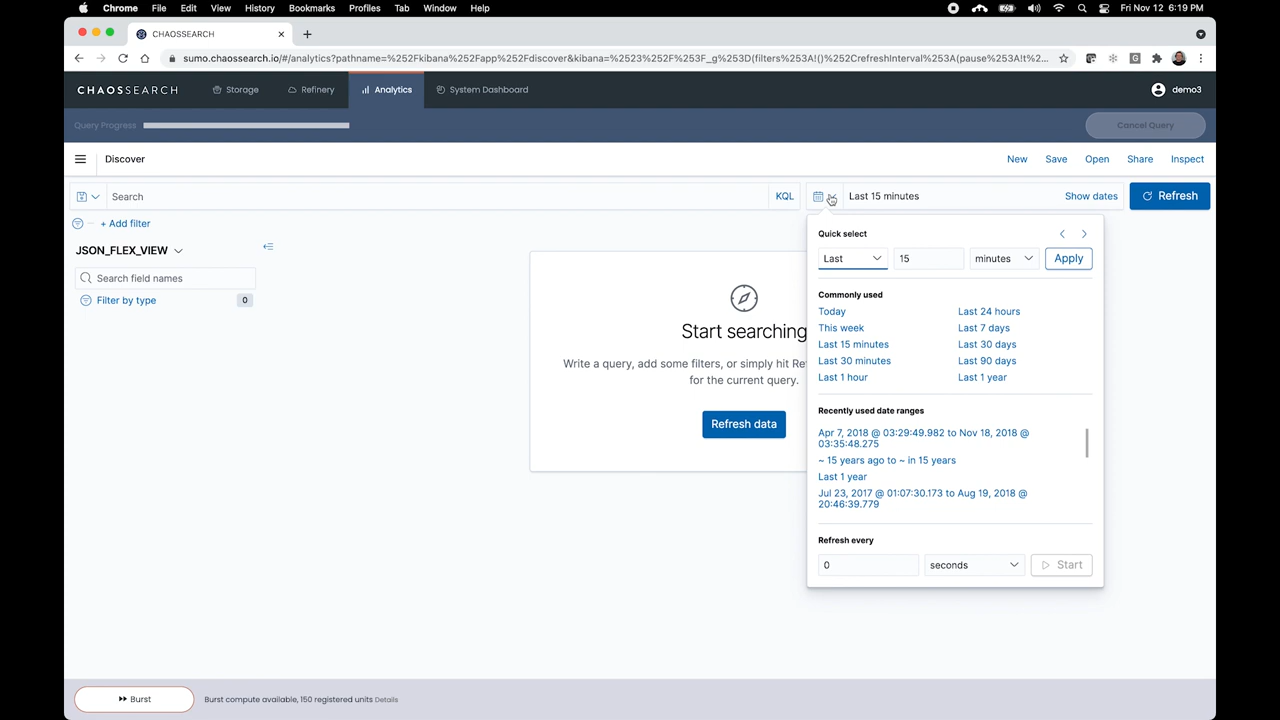 Chrome File Edit View History Bookmarks Profiles Tab Window Help Fri Nov 12 6:19 PM
CHAOSSEARCH
sumo.chaossearch.io/#/analytics?pathname=%252Fkibana%252Fapp%252Fdiscover&kibana=%2523%252F%253F_g%253D(filters%253A!()%252CrefreshInterval%253A(pause%253A!t%2...
CHAOSSEARCH Storage Refinery Analytics System Dashboard demo3
Query Progress Cancel Query
Discover New Save Open Share Inspect
Search KQL Last 15 minutes Show dates Refresh
+ Add filter
JSON_FLEX_VIEW
Search field names
Filter by type 0
Start searching
Write a query, add some filters, or simply hit Re
for the current query.
Refresh data
Quick select
Last 15 minutes Apply
Commonly used
Today Last 24 hours
This week Last 7 days
Last 15 minutes Last 30 days
Last 30 minutes Last 90 days
Last 1 hour Last 1 year
Recently used date ranges
Apr 7, 2018 @ 03:29:49.982 to Nov 18, 2018 @
03:35:48.275
~ 15 years ago to ~ in 15 years
Last 1 year
Jul 23, 2017 @ 01:07:30.173 to Aug 19, 2018 @
20:46:39.779
Refresh every
0 seconds Start
Burst Burst compute available, 150 registered units Details